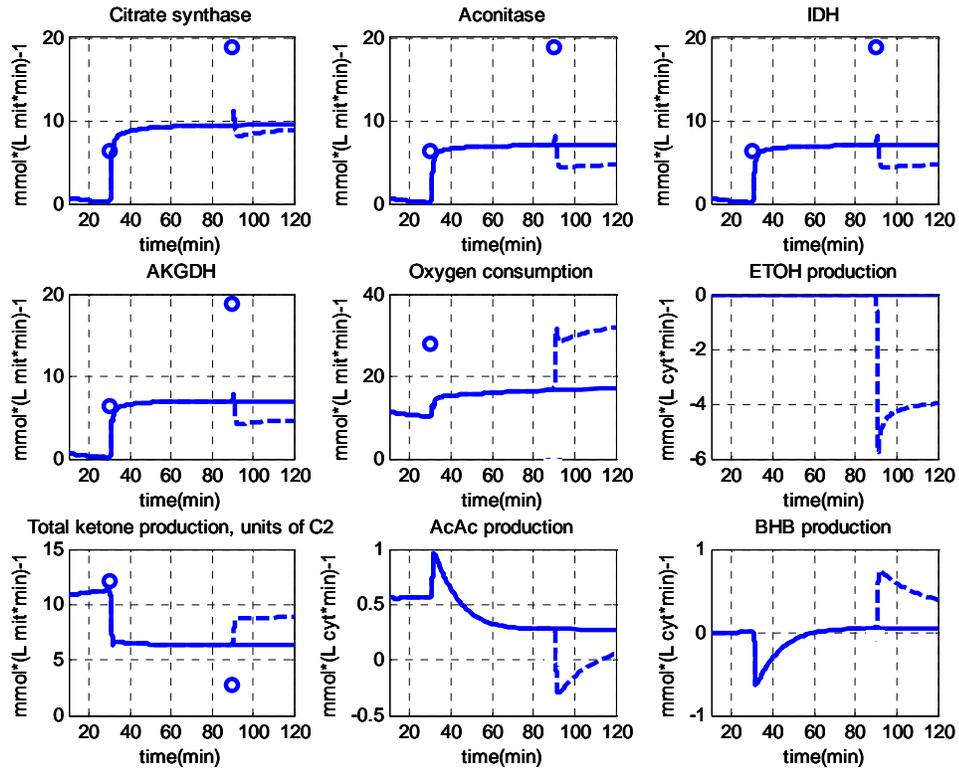 Citrate synthase Aconitase IDH
mmol*(L mit*min)-1 mmol*(L mit*min)-1 mmol*(L mit*min)-1
20 20 20
10 10 10
0 0 0
20 40 60 80 100 120 20 40 60 80 100 120 20 40 60 80 100 120
time(min) time(min) time(min)
AKGDH Oxygen consumption ETOH production
mmol*(L mit*min)-1 mmol*(L mit*min)-1 mmol*(L cyt*min)-1
20 40 0
-2
10 20
-4
0 0 -6
20 40 60 80 100 120 20 40 60 80 100 120 20 40 60 80 100 120
time(min) time(min) time(min)
Total ketone production, units of C2 AcAc production BHB production
mmol*(L mit*min)-1 mmol*(L cyt*min)-1 mmol*(L cyt*min)-1
15 1 1
10 0.5
0
5 0
0 -0.5 -1
20 40 60 80 100 120 20 40 60 80 100 120 20 40 60 80 100 120
time(min) time(min) time(min)